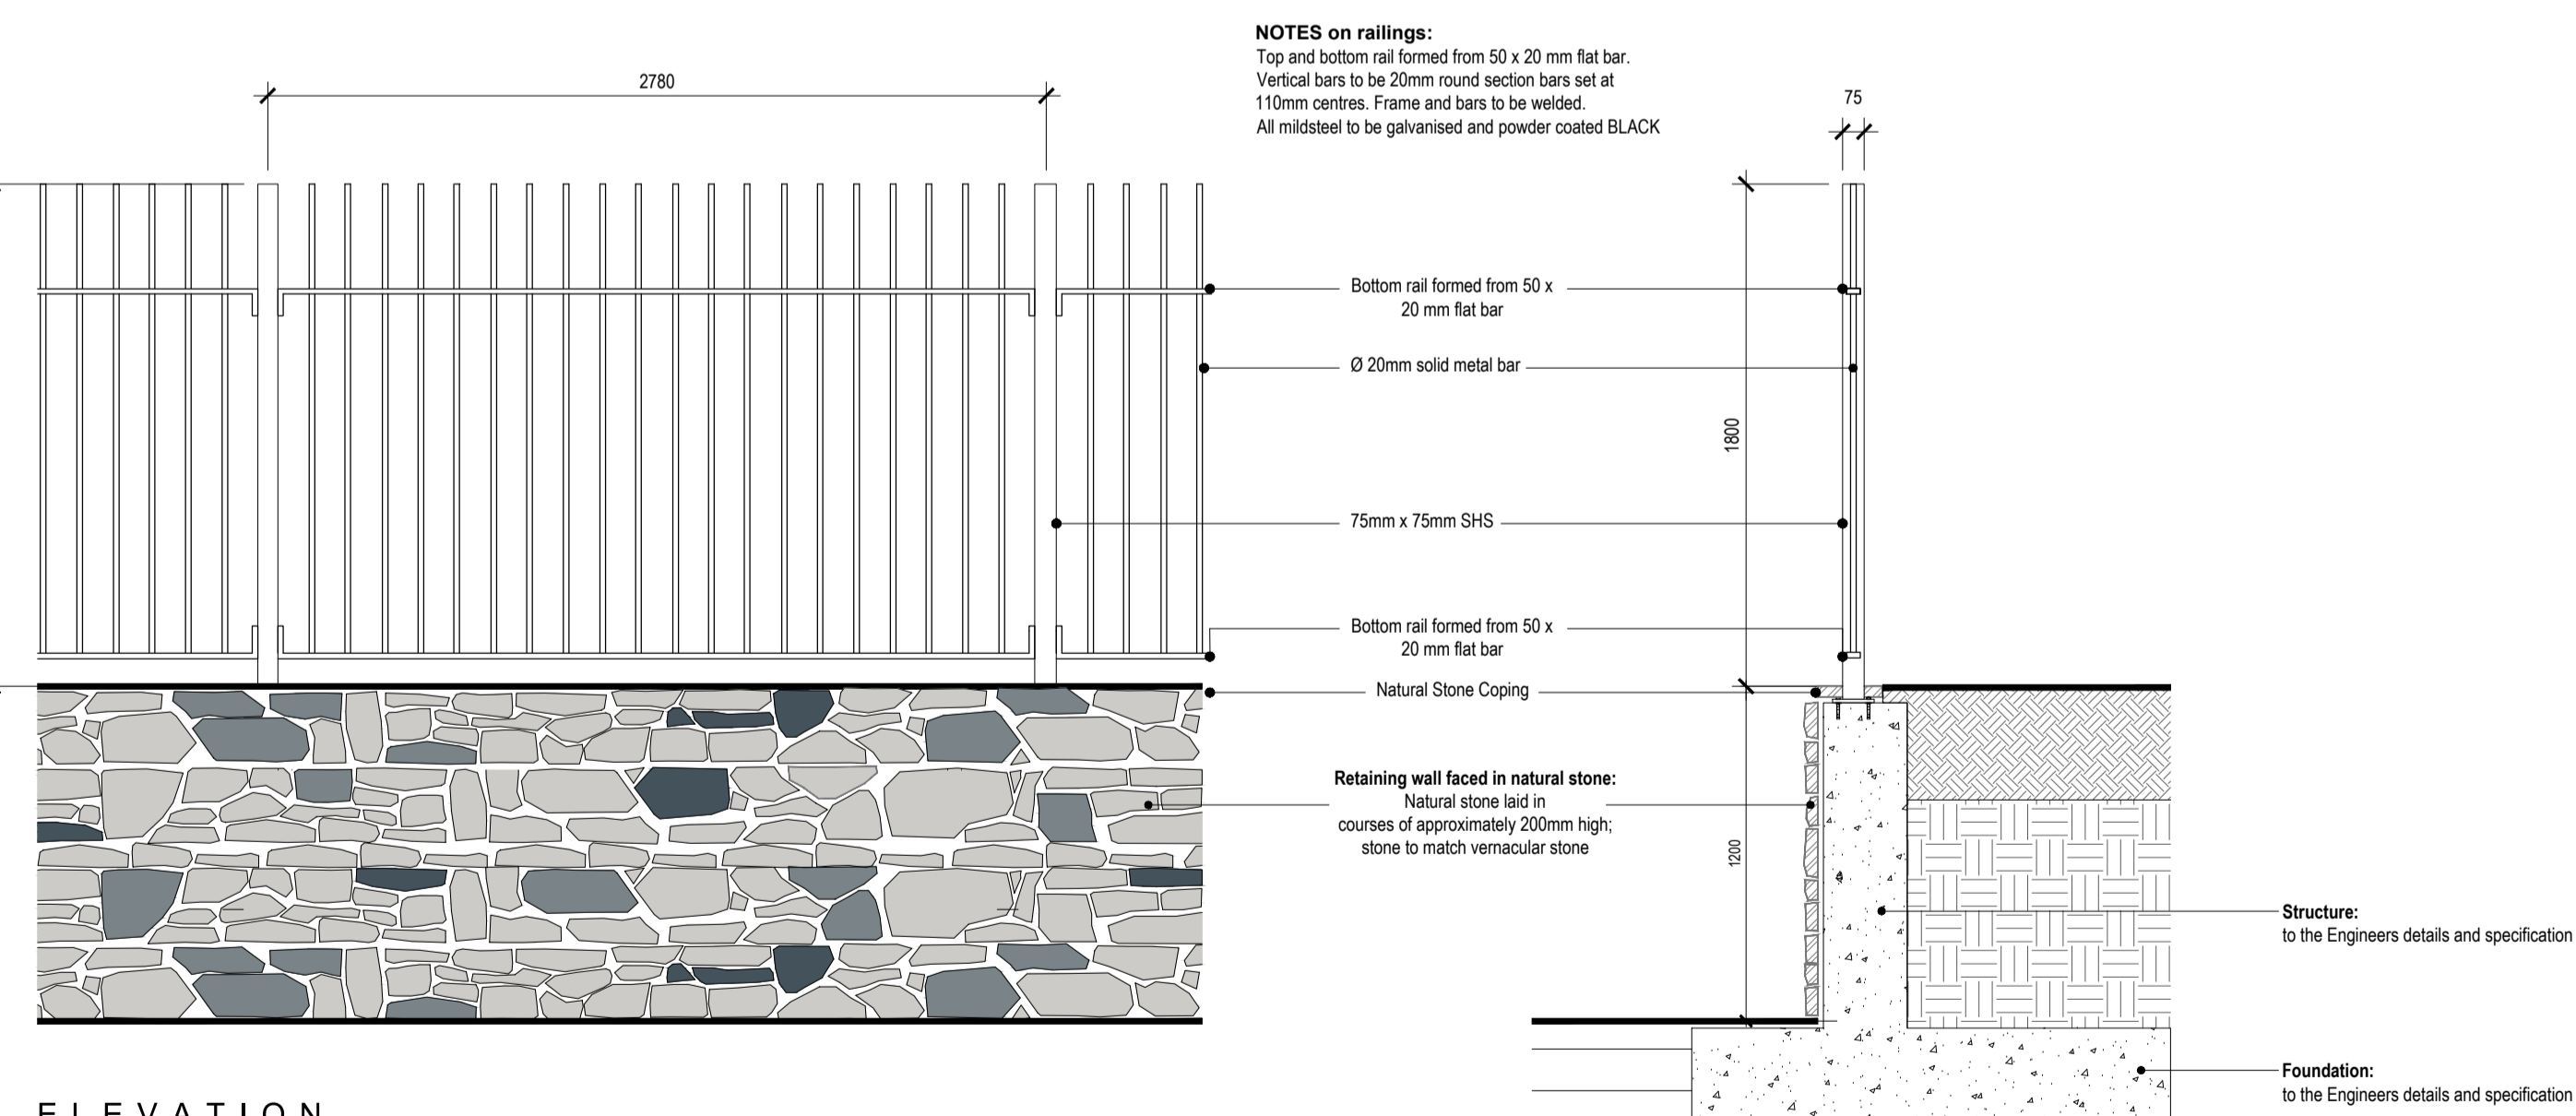 NOTES on railings:
Top and bottom rail formed from 50 x 20 mm flat bar.
Vertical bars to be 20mm round section bars set at
110mm centres. Frame and bars to be welded.
All mildsteel to be galvanised and powder coated BLACK
2780
75
Bottom rail formed from 50 x
20 mm flat bar
Ø 20mm solid metal bar
1800
75mm x 75mm SHS
Bottom rail formed from 50 x
20 mm flat bar
Natural Stone Coping
Retaining wall faced in natural stone:
Natural stone laid in
courses of approximately 200mm high;
stone to match vernacular stone
1200
Structure:
to the Engineers details and specification
Foundation:
to the Engineers details and specification
ELEVATION